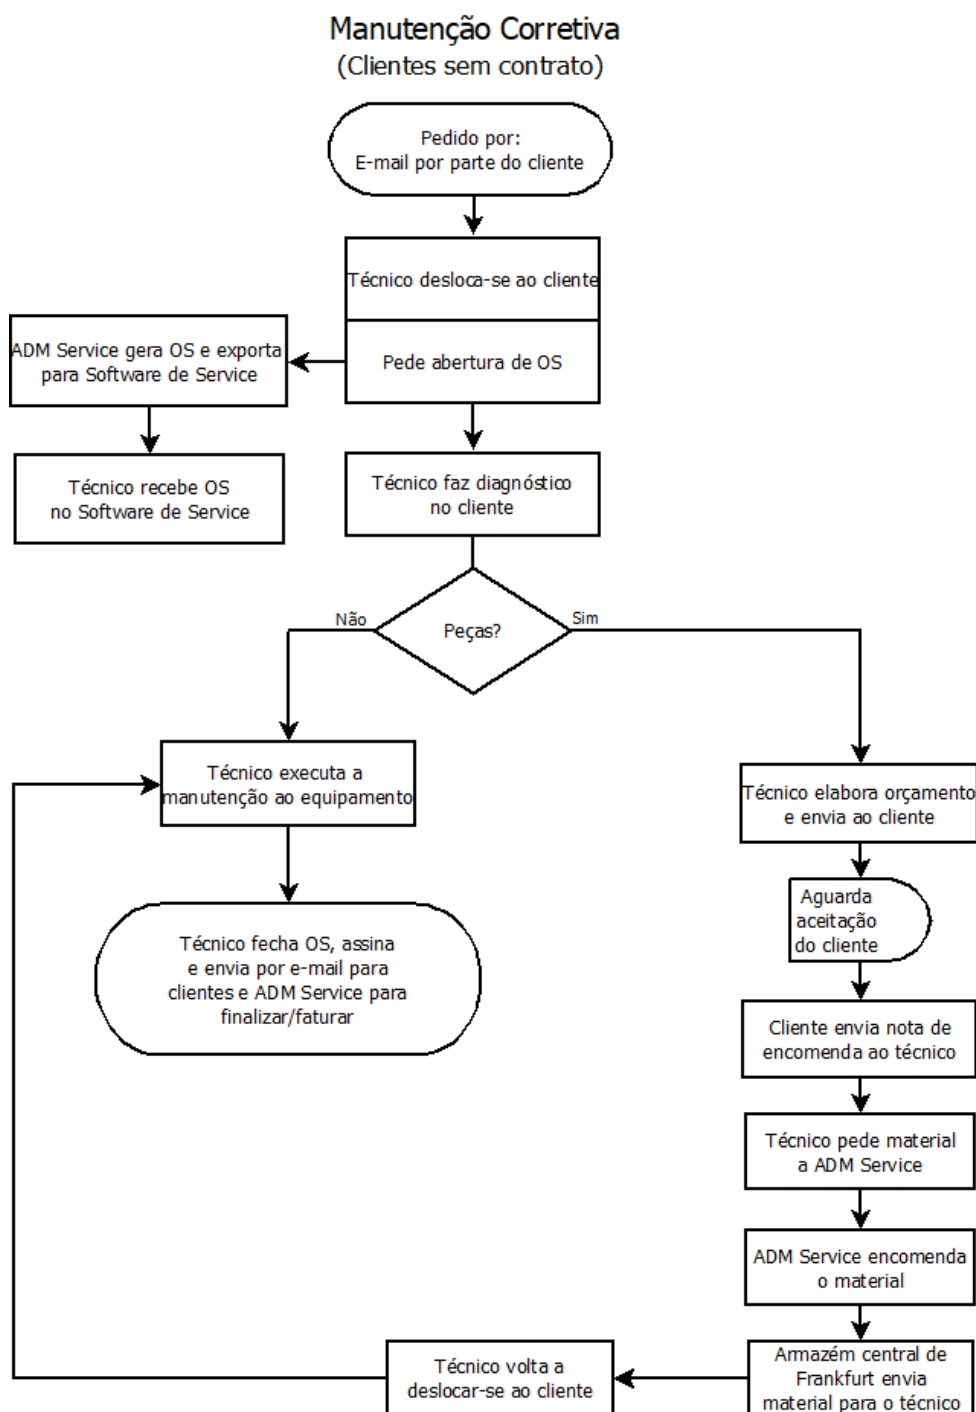 Manutenção Corretiva
(Clientes sem contrato)
Pedido por:
E-mail por parte do cliente
Técnico desloca-se ao cliente
Pede abertura de OS
ADM Service gera OS e exporta
para Software de Service
Técnico recebe OS
no Software de Service
Técnico faz diagnóstico
no cliente
Peças?
Não
Sim
Técnico executa a
manutenção ao equipamento
Técnico fecha OS, assina
e envia por e-mail para
clientes e ADM Service para
finalizar/faturar
Técnico elabora orçamento
e envia ao cliente
Aguarda
aceitação
do cliente
Cliente envia nota de
encomenda ao técnico
Técnico pede material
a ADM Service
ADM Service encomenda
o material
Armazém central de
Frankfurt envia
material para o técnico
Técnico volta a
deslocar-se ao cliente